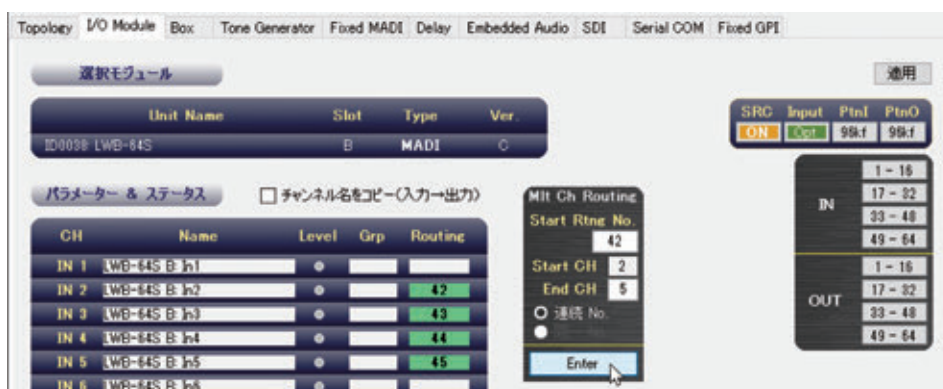 Topology I/O Module Box Tone Generator Fixed MADI Delay Embedded Audio SDI Serial COM Fixed GPI
選択モジュール
適用
Unit Name Slot Type Ver.
ID0038: LWB-64S B MADI C
SRC Input PtnI PtnO
ON Opt 96k:f 96k:f
パラメーター & ステータス
チャンネル名をコピー(入力→出力)
CH Name Level Grp Routing
IN 1 LWB-64S B: In1
IN 2 LWB-64S B: In2 42
IN 3 LWB-64S B: In3 43
IN 4 LWB-64S B: In4 44
IN 5 LWB-64S B: In5 45
IN 6 LWB-64S B: In6
Mlt Ch Routing
Start Rtng No.
42
Start CH 2
End CH 5
連続 No.
Enter
IN
1 - 16
17 - 32
33 - 48
49 - 64
OUT
1 - 16
17 - 32
33 - 48
49 - 64